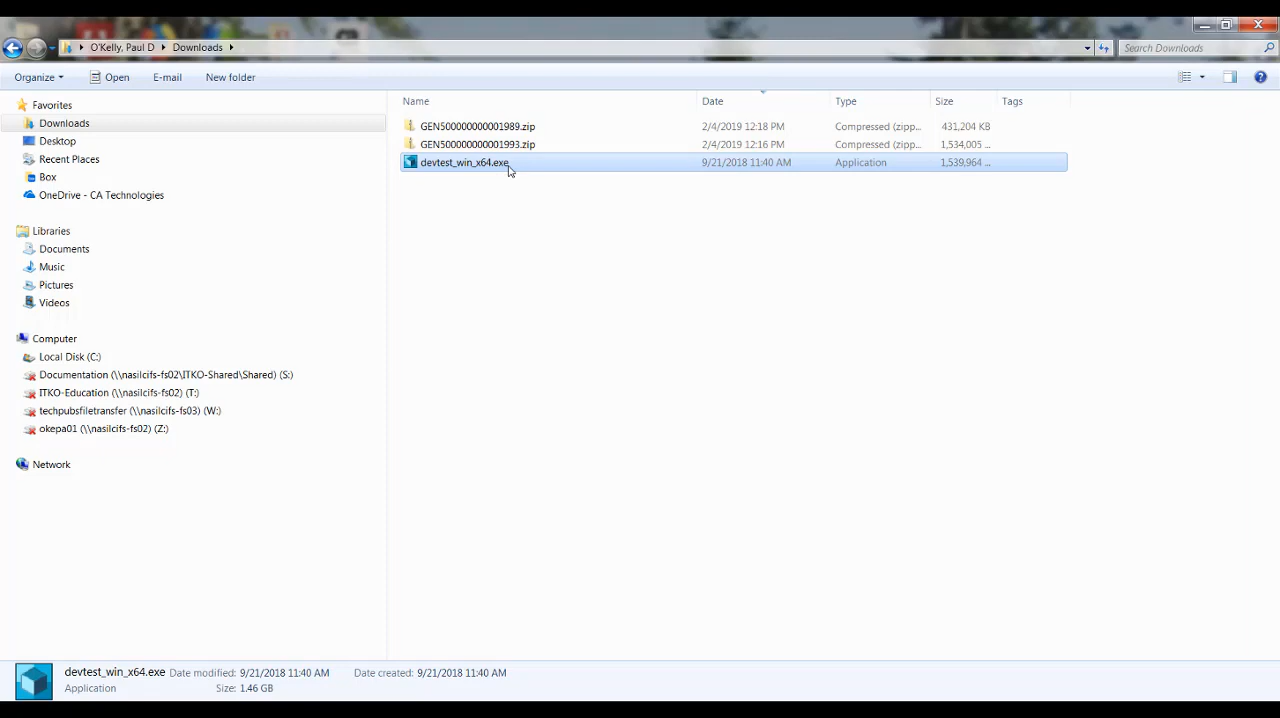 O'Kelly, Paul D Downloads Search Downloads
Organize Open E-mail New folder
Name Date Type Size Tags
GEN500000000001989.zip 2/4/2019 12:18 PM Compressed (zipp... 431,204 KB
GEN500000000001993.zip 2/4/2019 12:16 PM Compressed (zipp... 1,534,005 ...
devtest_win_x64.exe 9/21/2018 11:40 AM Application 1,539,964 ...
Favorites
Downloads
Desktop
Recent Places
Box
OneDrive - CA Technologies
Libraries
Documents
Music
Pictures
Videos
Computer
Local Disk (C:)
Documentation (\\nasilcifs-fs02\ITKO-Shared\Shared) (S:)
ITKO-Education (\\nasilcifs-fs02) (T:)
techpubsfiletransfer (\\nasilcifs-fs03) (W:)
okepa01 (\\nasilcifs-fs02) (Z:)
Network
devtest_win_x64.exe Date modified: 9/21/2018 11:40 AM Date created: 9/21/2018 11:40 AM
Application Size: 1.46 GB